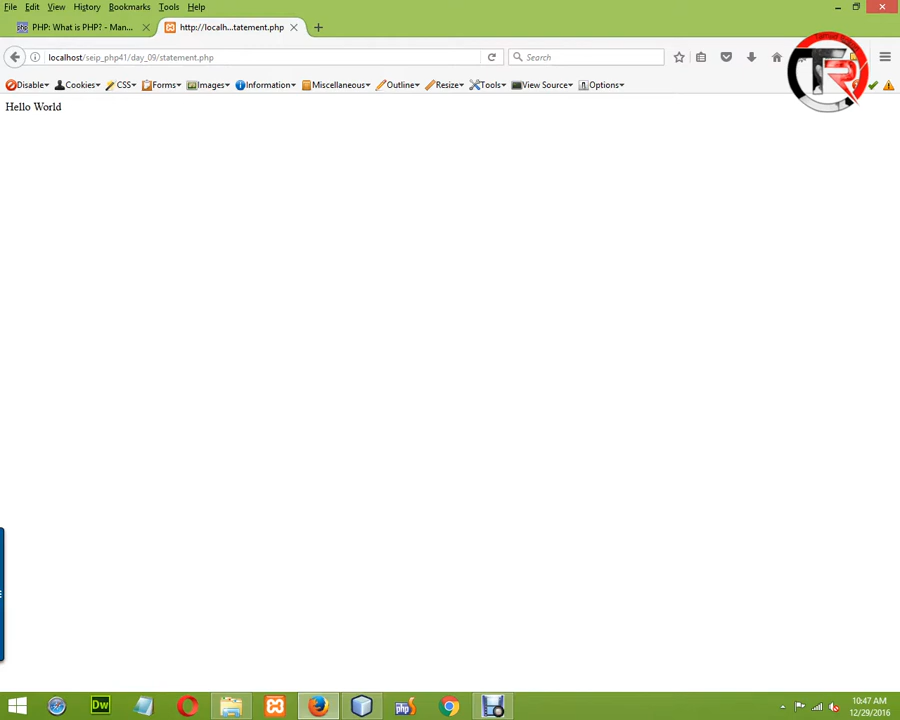 File Edit View History Bookmarks Tools Help
PHP: What is PHP? - Man... http://localh...tatement.php
localhost/seip_php41/day_09/statement.php Search
Disable Cookies CSS Forms Images Information Miscellaneous Outline Resize Tools View Source Options
Hello World
Dw php
10:47 AM
12/29/2016